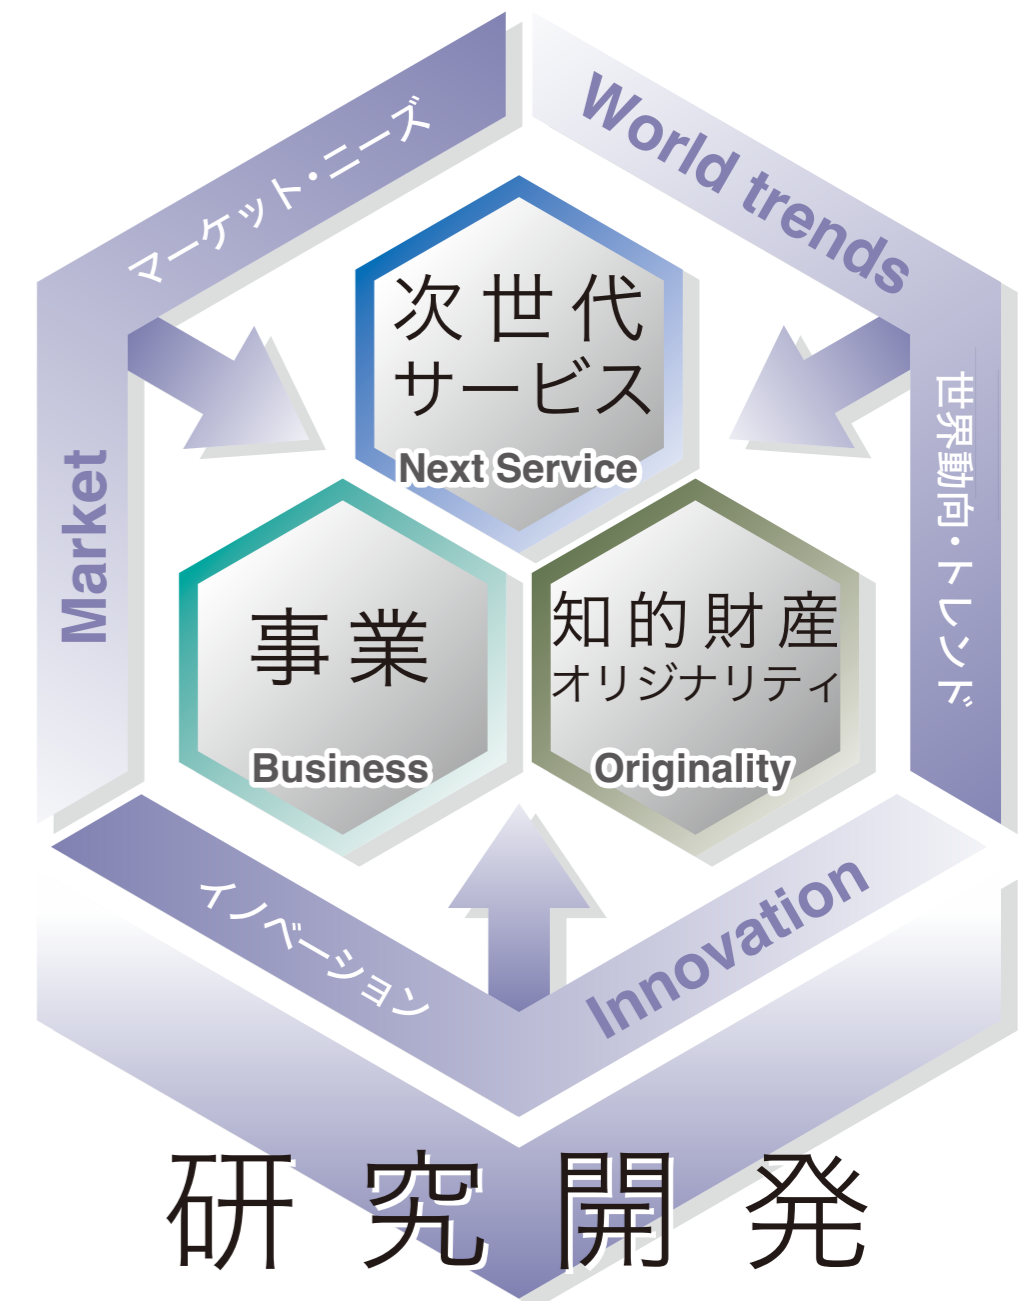 マーケット・ニーズ
World trends
次世代
サービス
Next Service
Market
世界動向・トレンド
事業
Business
知的財産
オリジナリティ
Originality
イノベーション
Innovation
研究開発